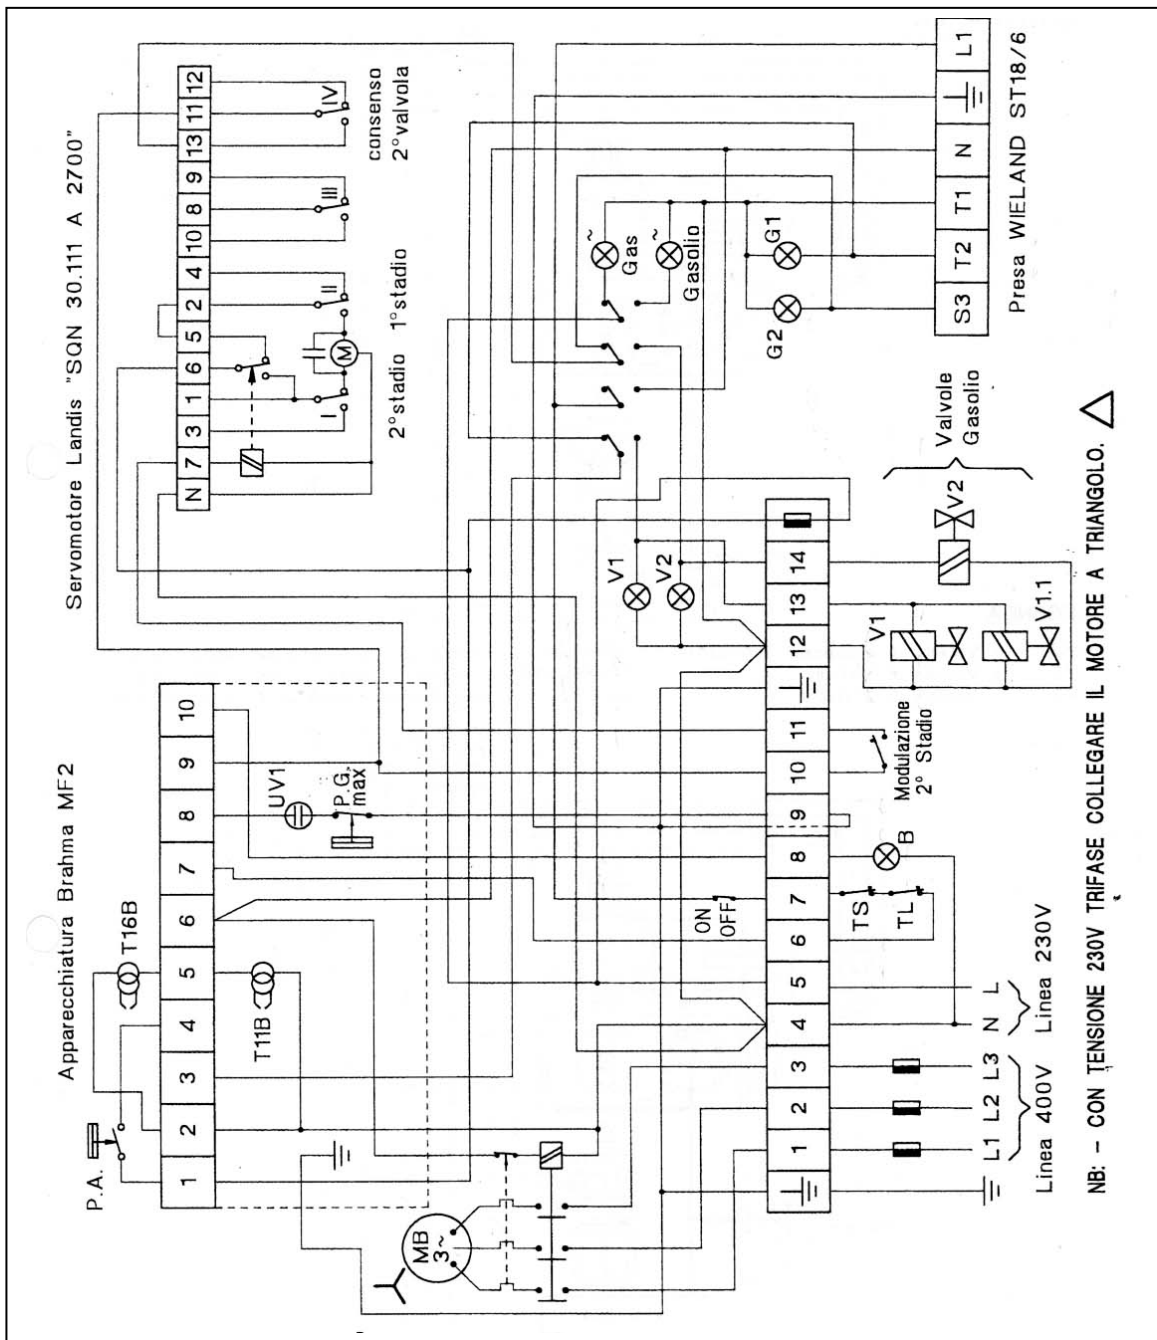 Servomotore Landis "SQN 30.111 A 2700"
N 7 3 1 6 5 2 4 10 8 9 13 11 12
I
II
III
IV
M
2°stadio 1°stadio
consenso
2°valvola
Apparecchiatura Brahma MF2
1 2 3 4 5 6 7 8 9 10
P.A.
T16B
T11B
UV1
P.G.
max
MB
3~
ON
OFF
V1
V2
~
Gas
~
Gasolio
G1
G2
S3 T2 T1 N L1
Presa WIELAND ST18/6
1 2 3 4 5 6 7 8 9 10 11 12 13 14
TS
TL
B
Modulazione
2° Stadio
V1
V1.1
V2
Valvole
Gasolio
L1 L2 L3 N L
Linea 400V
Linea 230V
NB: - CON TENSIONE 230V TRIFASE COLLEGARE IL MOTORE A TRIANGOLO.